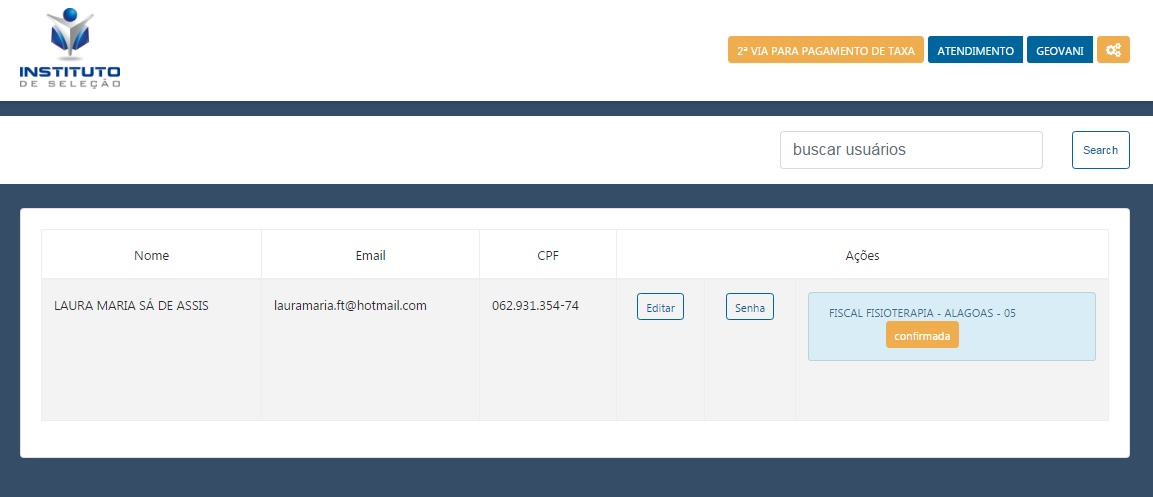 INSTITUTO
DE SELEÇÃO
2ª VIA PARA PAGAMENTO DE TAXA
ATENDIMENTO
GEOVANI
buscar usuários
Search
Nome
Email
CPF
Ações
LAURA MARIA SÁ DE ASSIS
lauramaria.ft@hotmail.com
062.931.354-74
Editar
Senha
FISCAL FISIOTERAPIA - ALAGOAS - 05
confirmada